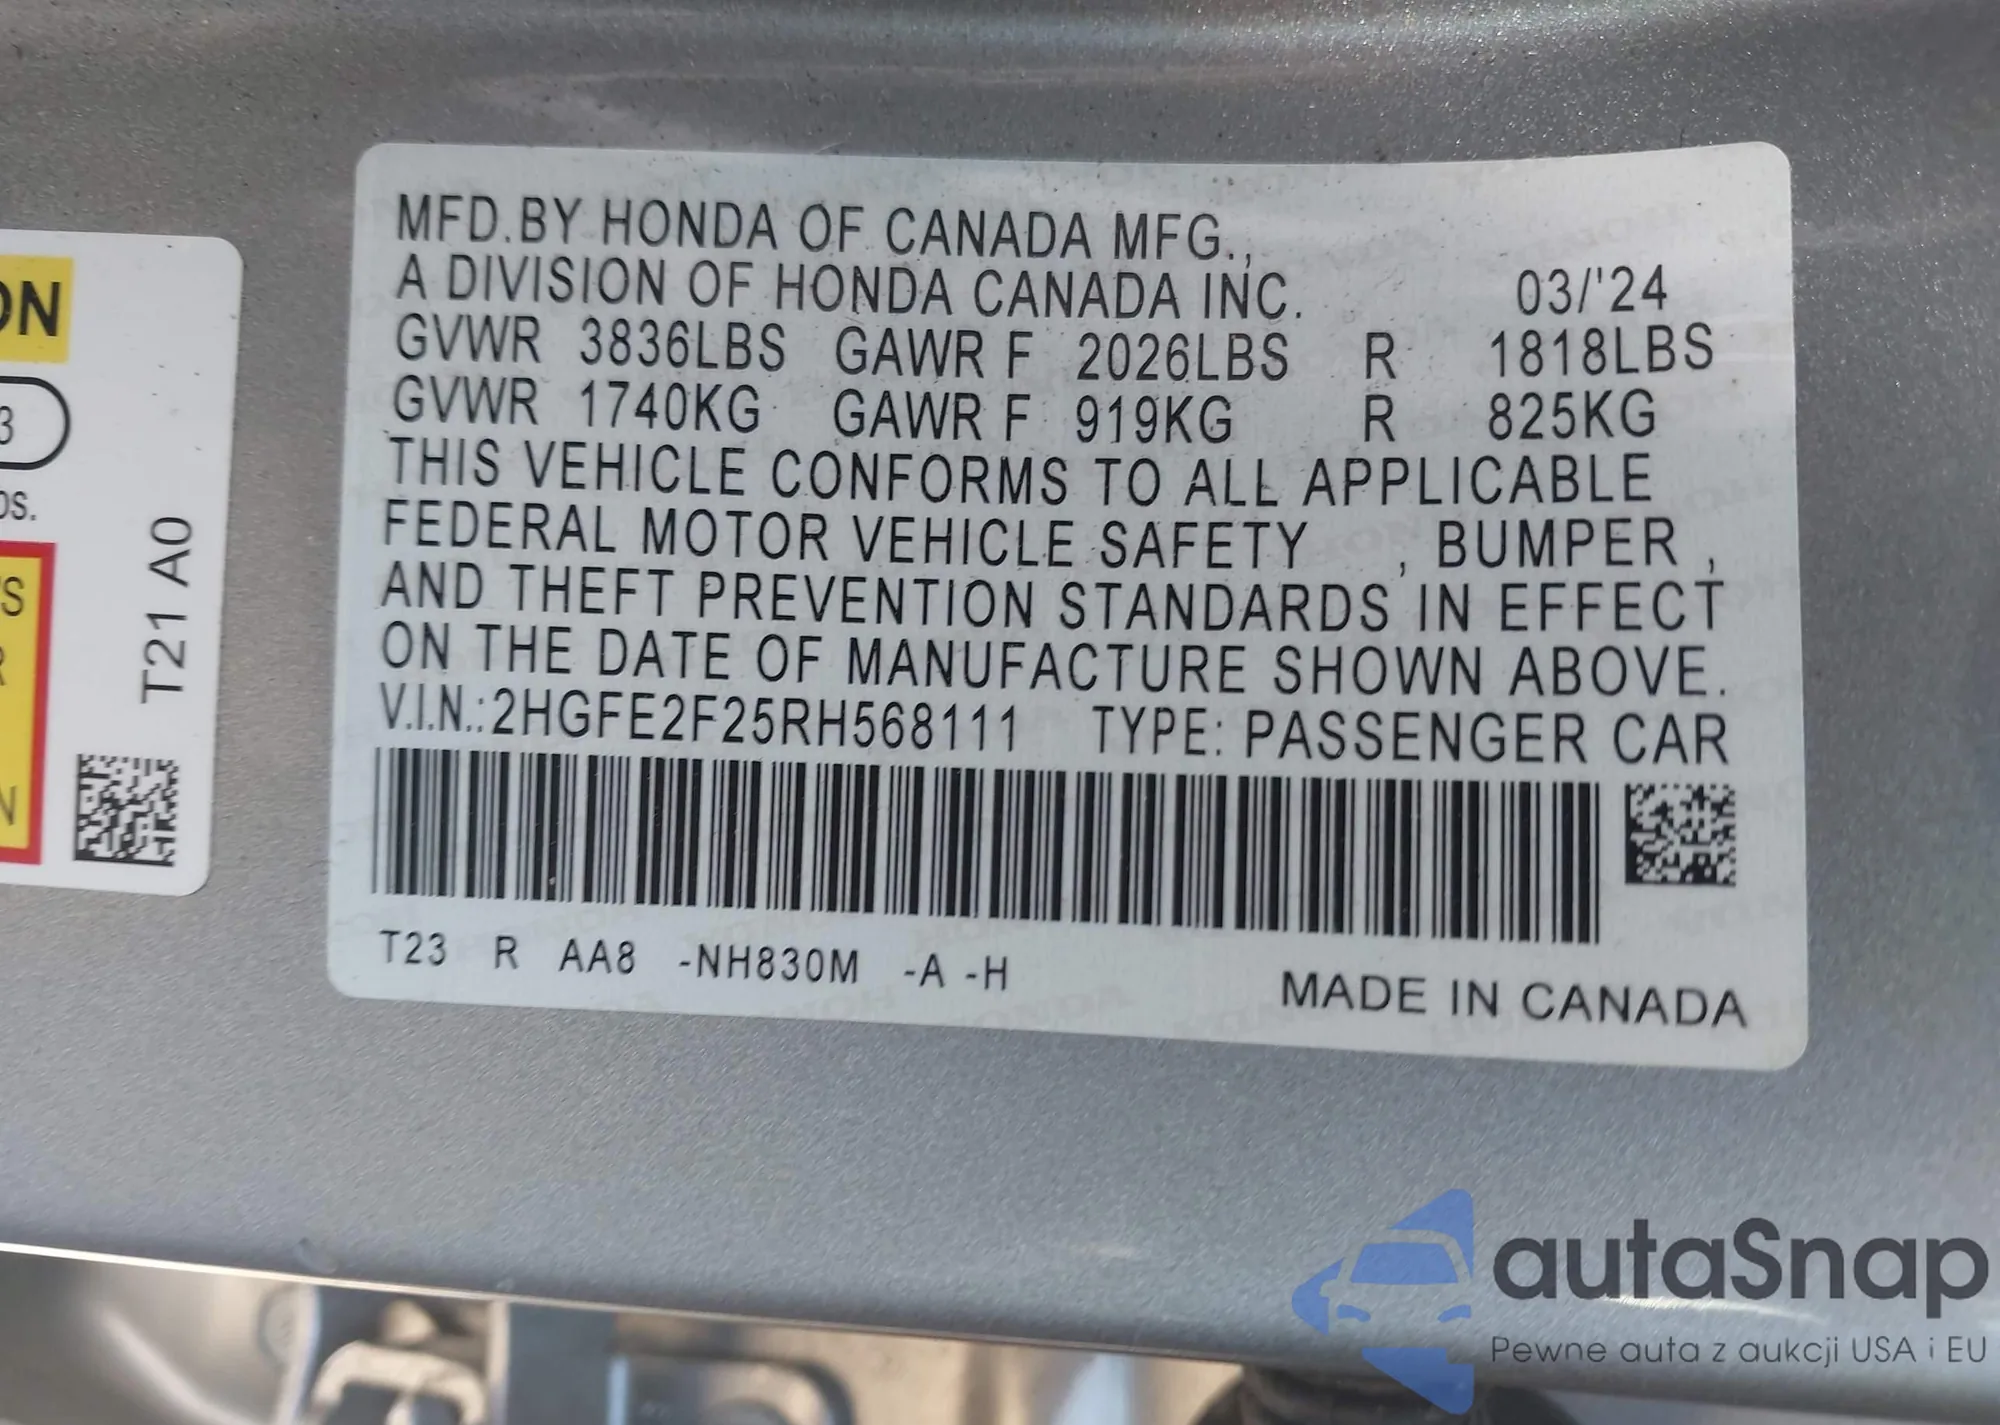 ON
3
DS.
'S
R
N
T21 A0
MFD.BY HONDA OF CANADA MFG.,
A DIVISION OF HONDA CANADA INC. 03/'24
GVWR 3836LBS GAWR F 2026LBS R 1818LBS
GVWR 1740KG GAWR F 919KG R 825KG
THIS VEHICLE CONFORMS TO ALL APPLICABLE
FEDERAL MOTOR VEHICLE SAFETY , BUMPER ,
AND THEFT PREVENTION STANDARDS IN EFFECT
ON THE DATE OF MANUFACTURE SHOWN ABOVE.
V.I.N.:2HGFE2F25RH568111 TYPE: PASSENGER CAR
T23 R AA8 -NH830M -A -H
MADE IN CANADA
autaSnap
Pewne auta z aukcji USA i EU